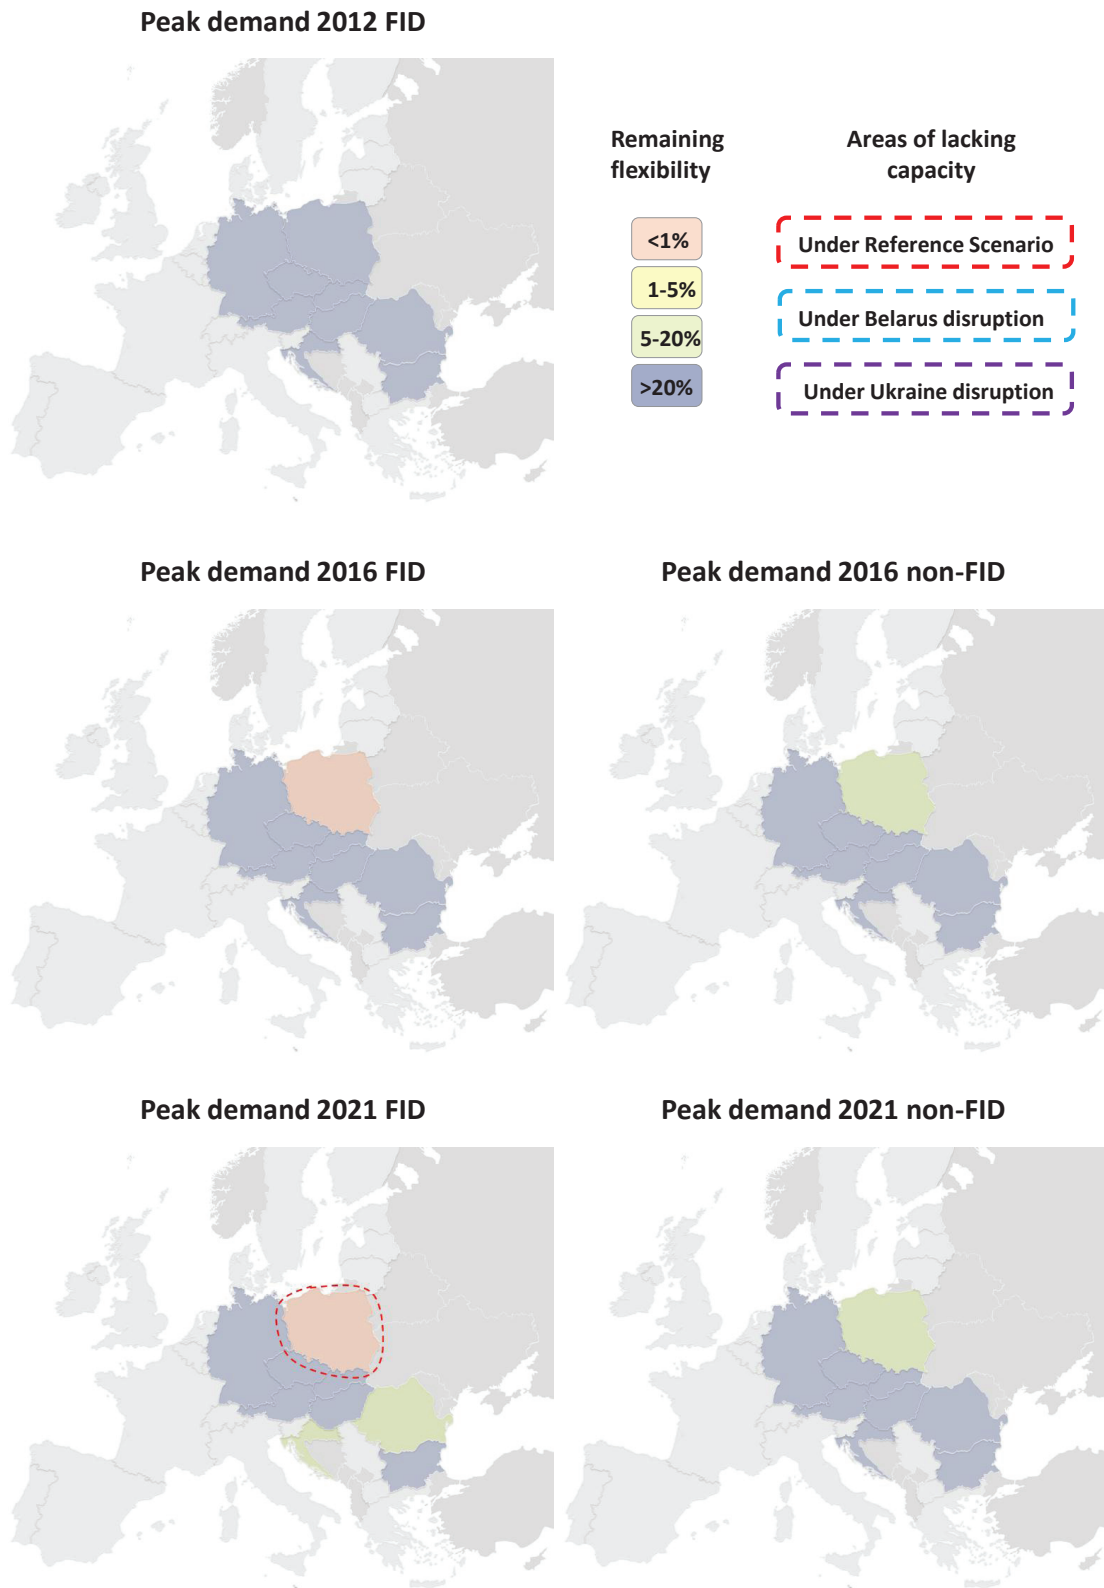 Peak demand 2012 FID
Remaining
flexibility
Areas of lacking
capacity
<1%
1-5%
5-20%
>20%
Under Reference Scenario
Under Belarus disruption
Under Ukraine disruption
Peak demand 2016 FID
Peak demand 2016 non-FID
Peak demand 2021 FID
Peak demand 2021 non-FID